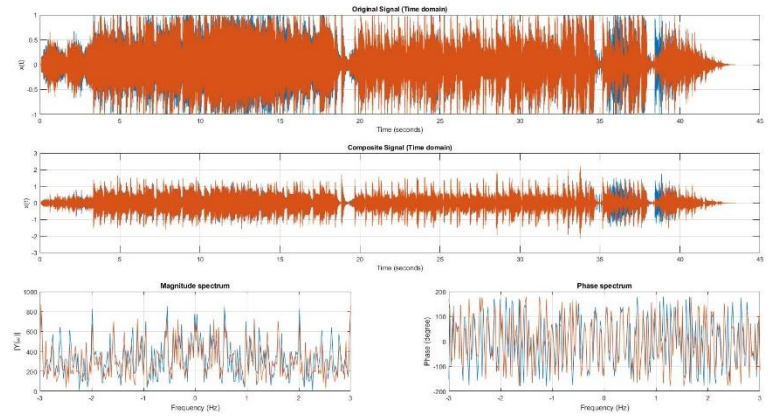 Original Signal (Time domain)
1
0.5
0
-0.5
-1
x(t)
0 5 10 15 20 25 30 35 40 45
Time (seconds)
Composite Signal (Time domain)
3
2
1
0
-1
-2
-3
x(t)
0 5 10 15 20 25 30 35 40 45
Time (seconds)
Magnitude spectrum
1000
800
600
400
200
0
-3 -2 -1 0 1 2 3
Frequency (Hz)
Phase spectrum
200
100
0
-100
-200
Phase (degree)
-3 -2 -1 0 1 2 3
Frequency (Hz)